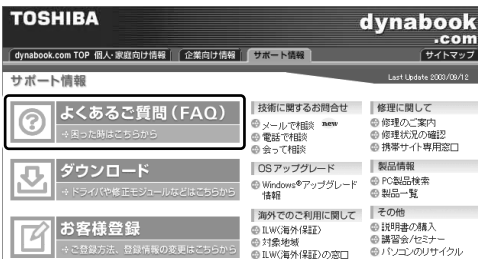 TOSHIBA
dynabook
.com
dynabook.com TOP 個人・家庭向け情報 企業向け情報 サポート情報 サイトマップ
サポート情報
Last Update 2003/09/12
よくあるご質問(FAQ)
→困った時はこちらから
ダウンロード
→ドライバや修正モジュールなどはこちらから
お客様登録
→ご登録方法、登録情報の変更はこちらから
技術に関するお問合せ
メールで相談 new
電話で相談
会って相談
OSアップグレード
Windows®アップグレード
情報
海外でのご利用に関して
ILW(海外保証)
対象地域
ILW(海外保証)の窓口
修理に関して
修理のご案内
修理状況の確認
携帯サイト専用窓口
製品情報
PC製品検索
製品一覧
その他
説明書の購入
講習会/セミナー
パソコンのリサイクル